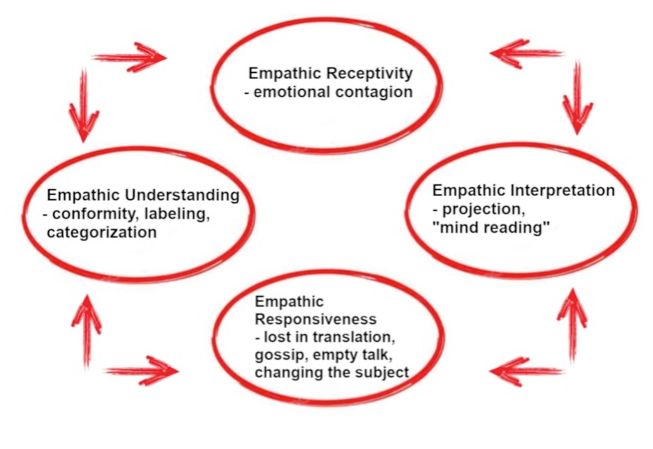 Empathic Receptivity
- emotional contagion
Empathic Understanding
- conformity, labeling,
categorization
Empathic Interpretation
- projection,
"mind reading"
Empathic
Responsiveness
- lost in translation,
gossip, empty talk,
changing the subject